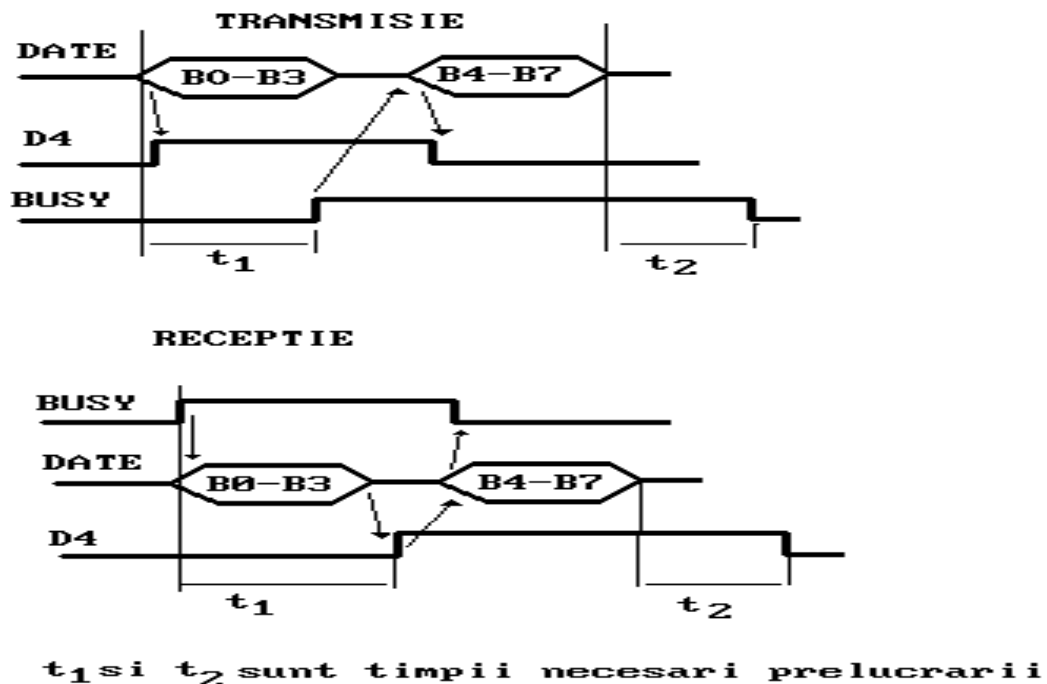 TRANSMISIE
DATE B0-B3 B4-B7
D4
BUSY
t1 t2
RECEPTIE
BUSY
DATE B0-B3 B4-B7
D4
t1 t2
t1 si t2 sunt timpii necesari prelucrarii